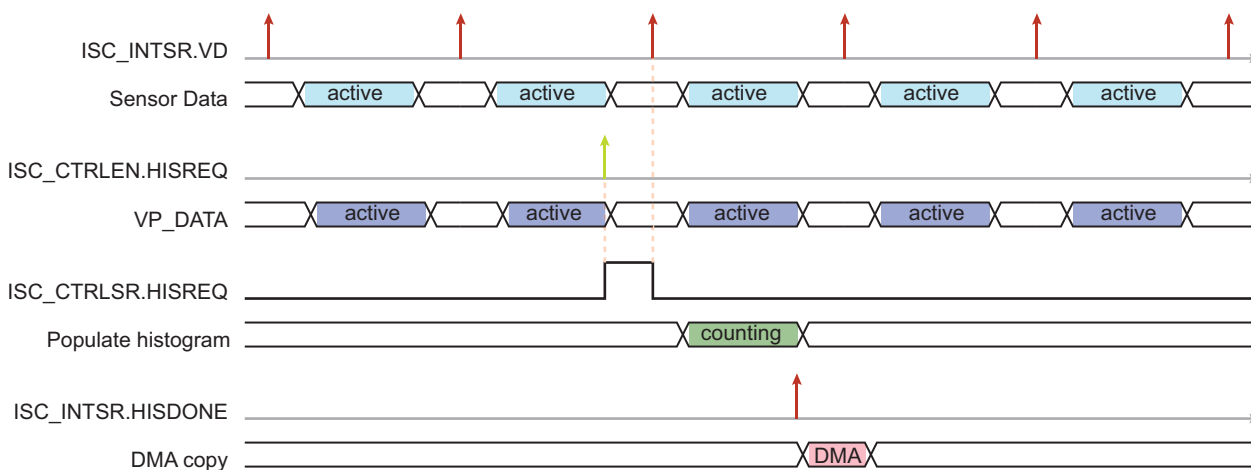 ISC_INTSR.VD
Sensor Data active active active active active
ISC_CTRLEN.HISREQ
VP_DATA active active active active active
ISC_CTRLSR.HISREQ
Populate histogram counting
ISC_INTSR.HISDONE
DMA copy DMA